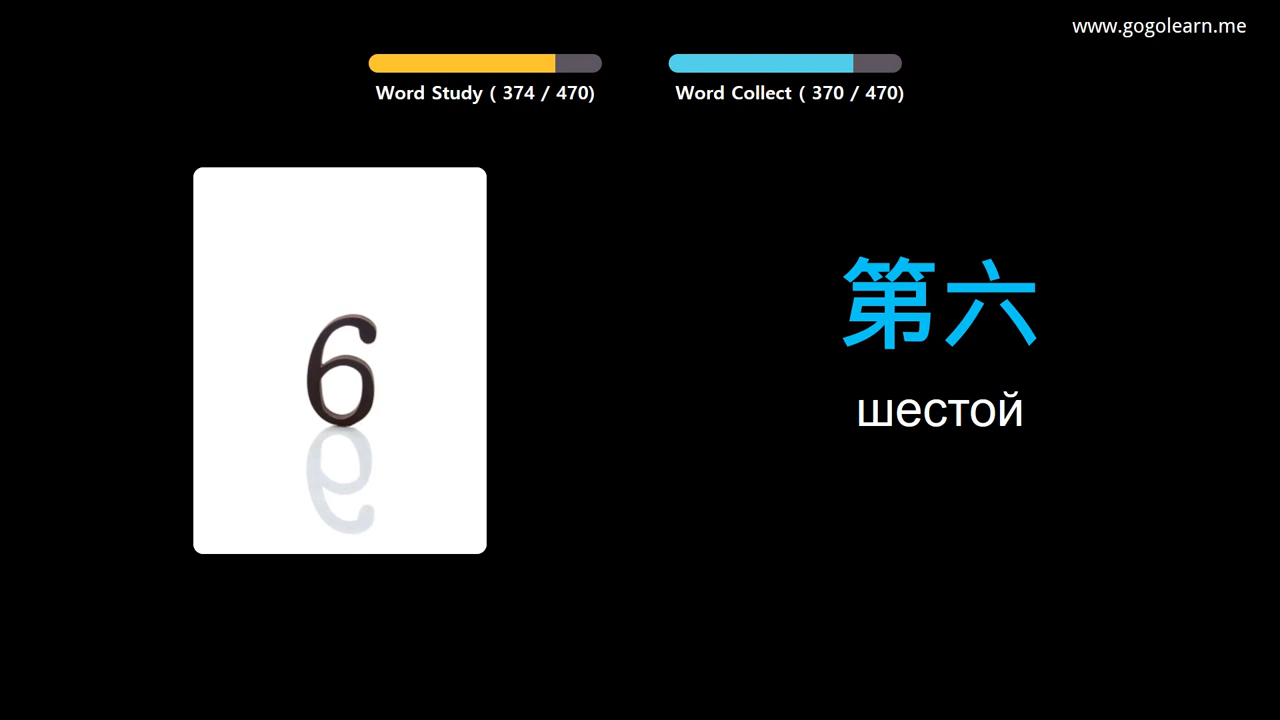 www.gogolearn.me
Word Study ( 374 / 470)
Word Collect ( 370 / 470)
6
第六
шестой